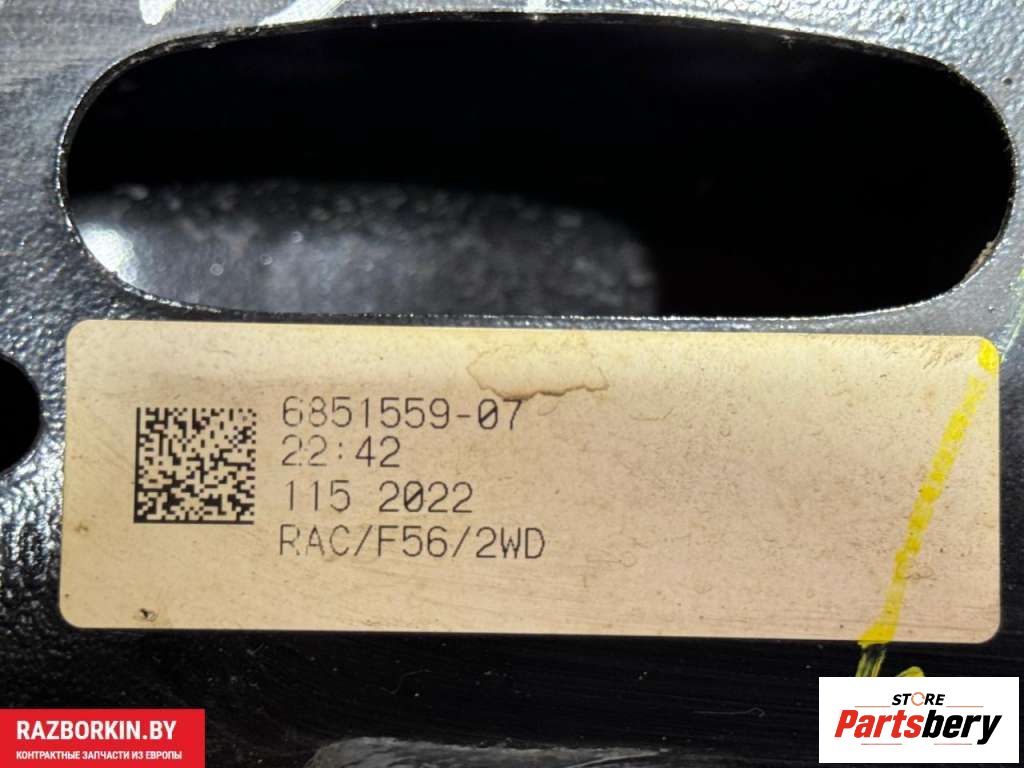 6851559-07
22:42
115 2022
RAC/F56/2WD
RAZBORKIN.BY
КОНТРАКТНЫЕ ЗАПЧАСТИ ИЗ ЕВРОПЫ
STORE
Partsbery